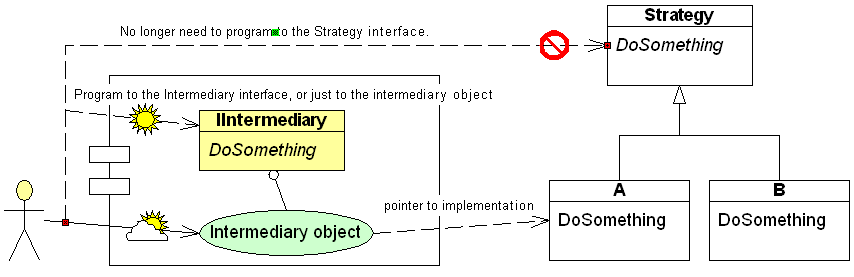 Strategy
No longer need to program to the Strategy interface.
DoSomething
Program to the Intermediary interface, or just to the intermediary object
IIntermediary
DoSomething
A
B
pointer to implementation
DoSomething
DoSomething
Intermediary object